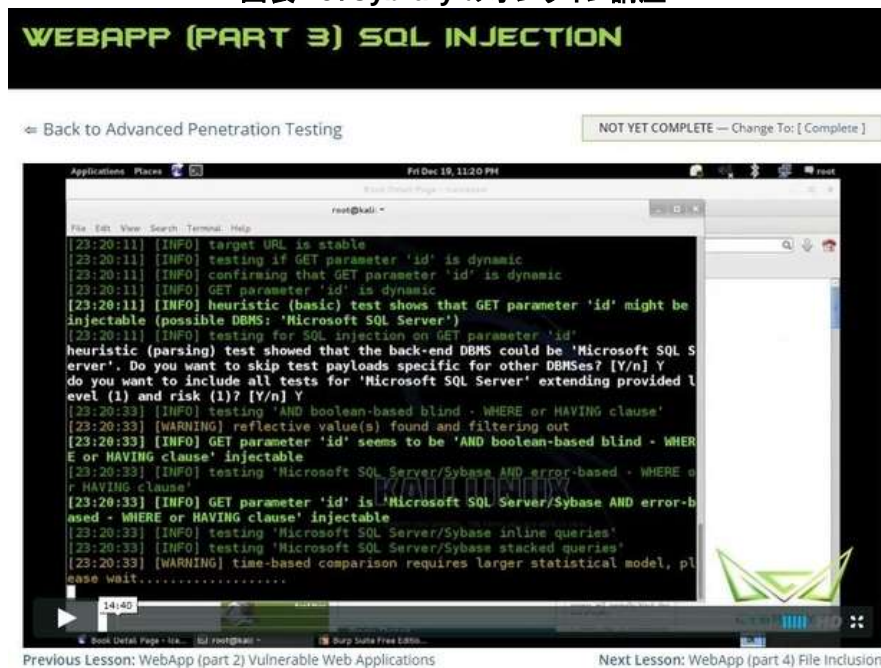 WEBAPP (PART 3) SQL INJECTION
⇐ Back to Advanced Penetration Testing
NOT YET COMPLETE — Change To: [ Complete ]
Applications Places
Fri Dec 19, 11:20 PM
root
root@kali: ~
File Edit View Search Terminal Help
[23:20:11] [INFO] target URL is stable
[23:20:11] [INFO] testing if GET parameter 'id' is dynamic
[23:20:11] [INFO] confirming that GET parameter 'id' is dynamic
[23:20:11] [INFO] GET parameter 'id' is dynamic
[23:20:11] [INFO] heuristic (basic) test shows that GET parameter 'id' might be
injectable (possible DBMS: 'Microsoft SQL Server')
[23:20:11] [INFO] testing for SQL injection on GET parameter 'id'
heuristic (parsing) test showed that the back-end DBMS could be 'Microsoft SQL S
erver'. Do you want to skip test payloads specific for other DBMSes? [Y/n] Y
do you want to include all tests for 'Microsoft SQL Server' extending provided l
evel (1) and risk (1)? [Y/n] Y
[23:20:33] [INFO] testing 'AND boolean-based blind - WHERE or HAVING clause'
[23:20:33] [WARNING] reflective value(s) found and filtering out
[23:20:33] [INFO] GET parameter 'id' seems to be 'AND boolean-based blind - WHER
E or HAVING clause' injectable
[23:20:33] [INFO] testing 'Microsoft SQL Server/Sybase AND error-based - WHERE o
r HAVING clause'
[23:20:33] [INFO] GET parameter 'id' is 'Microsoft SQL Server/Sybase AND error-b
ased - WHERE or HAVING clause' injectable
[23:20:33] [INFO] testing 'Microsoft SQL Server/Sybase inline queries'
[23:20:33] [INFO] testing 'Microsoft SQL Server/Sybase stacked queries'
[23:20:33] [WARNING] time-based comparison requires larger statistical model, pl
ease wait...................
KALI LINUX
14:40
HD
Book Detail Page - Ice...
root@kali: ~
Burp Suite Free Editio...
Previous Lesson: WebApp (part 2) Vulnerable Web Applications
Next Lesson: WebApp (part 4) File Inclusion